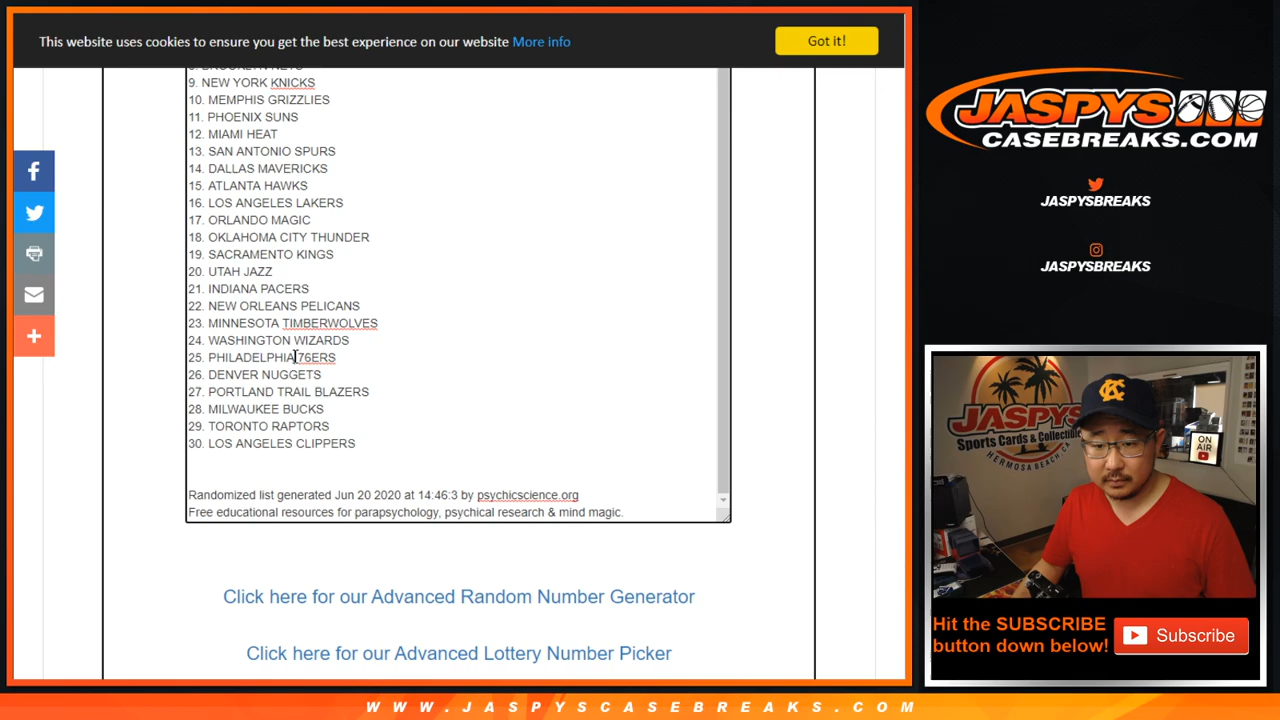 This website uses cookies to ensure you get the best experience on our website More info
Got it!
8. BROOKLYN NETS
9. NEW YORK KNICKS
10. MEMPHIS GRIZZLIES
11. PHOENIX SUNS
12. MIAMI HEAT
13. SAN ANTONIO SPURS
14. DALLAS MAVERICKS
15. ATLANTA HAWKS
16. LOS ANGELES LAKERS
17. ORLANDO MAGIC
18. OKLAHOMA CITY THUNDER
19. SACRAMENTO KINGS
20. UTAH JAZZ
21. INDIANA PACERS
22. NEW ORLEANS PELICANS
23. MINNESOTA TIMBERWOLVES
24. WASHINGTON WIZARDS
25. PHILADELPHIA 76ERS
26. DENVER NUGGETS
27. PORTLAND TRAIL BLAZERS
28. MILWAUKEE BUCKS
29. TORONTO RAPTORS
30. LOS ANGELES CLIPPERS
Randomized list generated Jun 20 2020 at 14:46:3 by psychicscience.org
Free educational resources for parapsychology, psychical research & mind magic.
Click here for our Advanced Random Number Generator
Click here for our Advanced Lottery Number Picker
JASPYS
CASEBREAKS.COM
JASPYSBREAKS
JASPYSBREAKS
JASPYS
Sports Cards & Collectibles
HERMOSA BEACH, CA
KC
ON
AIR
Hit the SUBSCRIBE
button down below!
Subscribe
WWW.JASPYSCASEBREAKS.COM